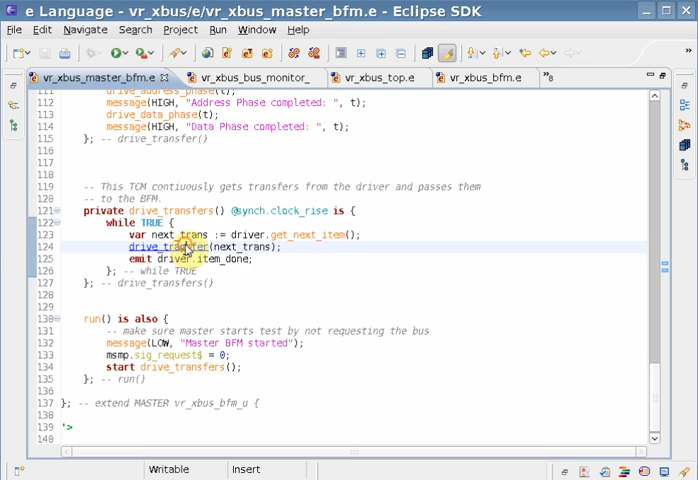 e Language - vr_xbus/e/vr_xbus_master_bfm.e - Eclipse SDK
File Edit Navigate Search Project Run Window Help
vr_xbus_master_bfm.e vr_xbus_bus_monitor_ vr_xbus_top.e vr_xbus_bfm.e »8
111 drive_address_phase(t);
112 message(HIGH, "Address Phase completed: ", t);
113 drive_data_phase(t);
114 message(HIGH, "Data Phase completed: ", t);
115 }; -- drive_transfer()
116
117
118
119 -- This TCM contiuously gets transfers from the driver and passes them
120 -- to the BFM.
121 private drive_transfers() @synch.clock_rise is {
122 while TRUE {
123 var next_trans := driver.get_next_item();
124 drive_transfer(next_trans);
125 emit driver.item_done;
126 }; -- while TRUE
127 }; -- drive_transfers()
128
129
130 run() is also {
131 -- make sure master starts test by not requesting the bus
132 message(LOW, "Master BFM started");
133 msmp.sig_request$ = 0;
134 start drive_transfers();
135 }; -- run()
136
137 }; -- extend MASTER vr_xbus_bfm_u {
138
139 '>
140
Writable Insert